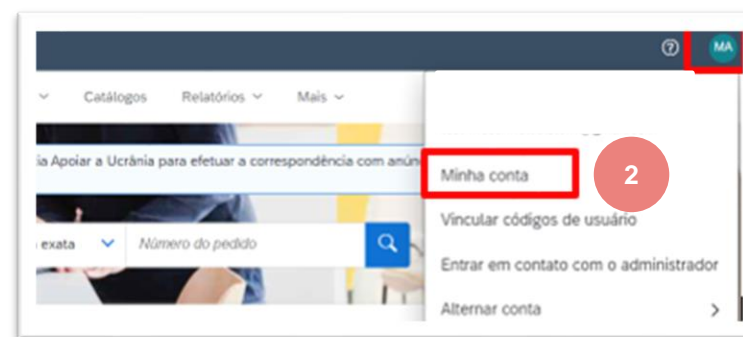 ? MA
Catálogos Relatórios Mais
ia Apoiar a Ucrânia para efetuar a correspondência com anún
Minha conta
2
Vincular códigos de usuário
exata Número do pedido
Entrar em contato com o administrador
Alternar conta